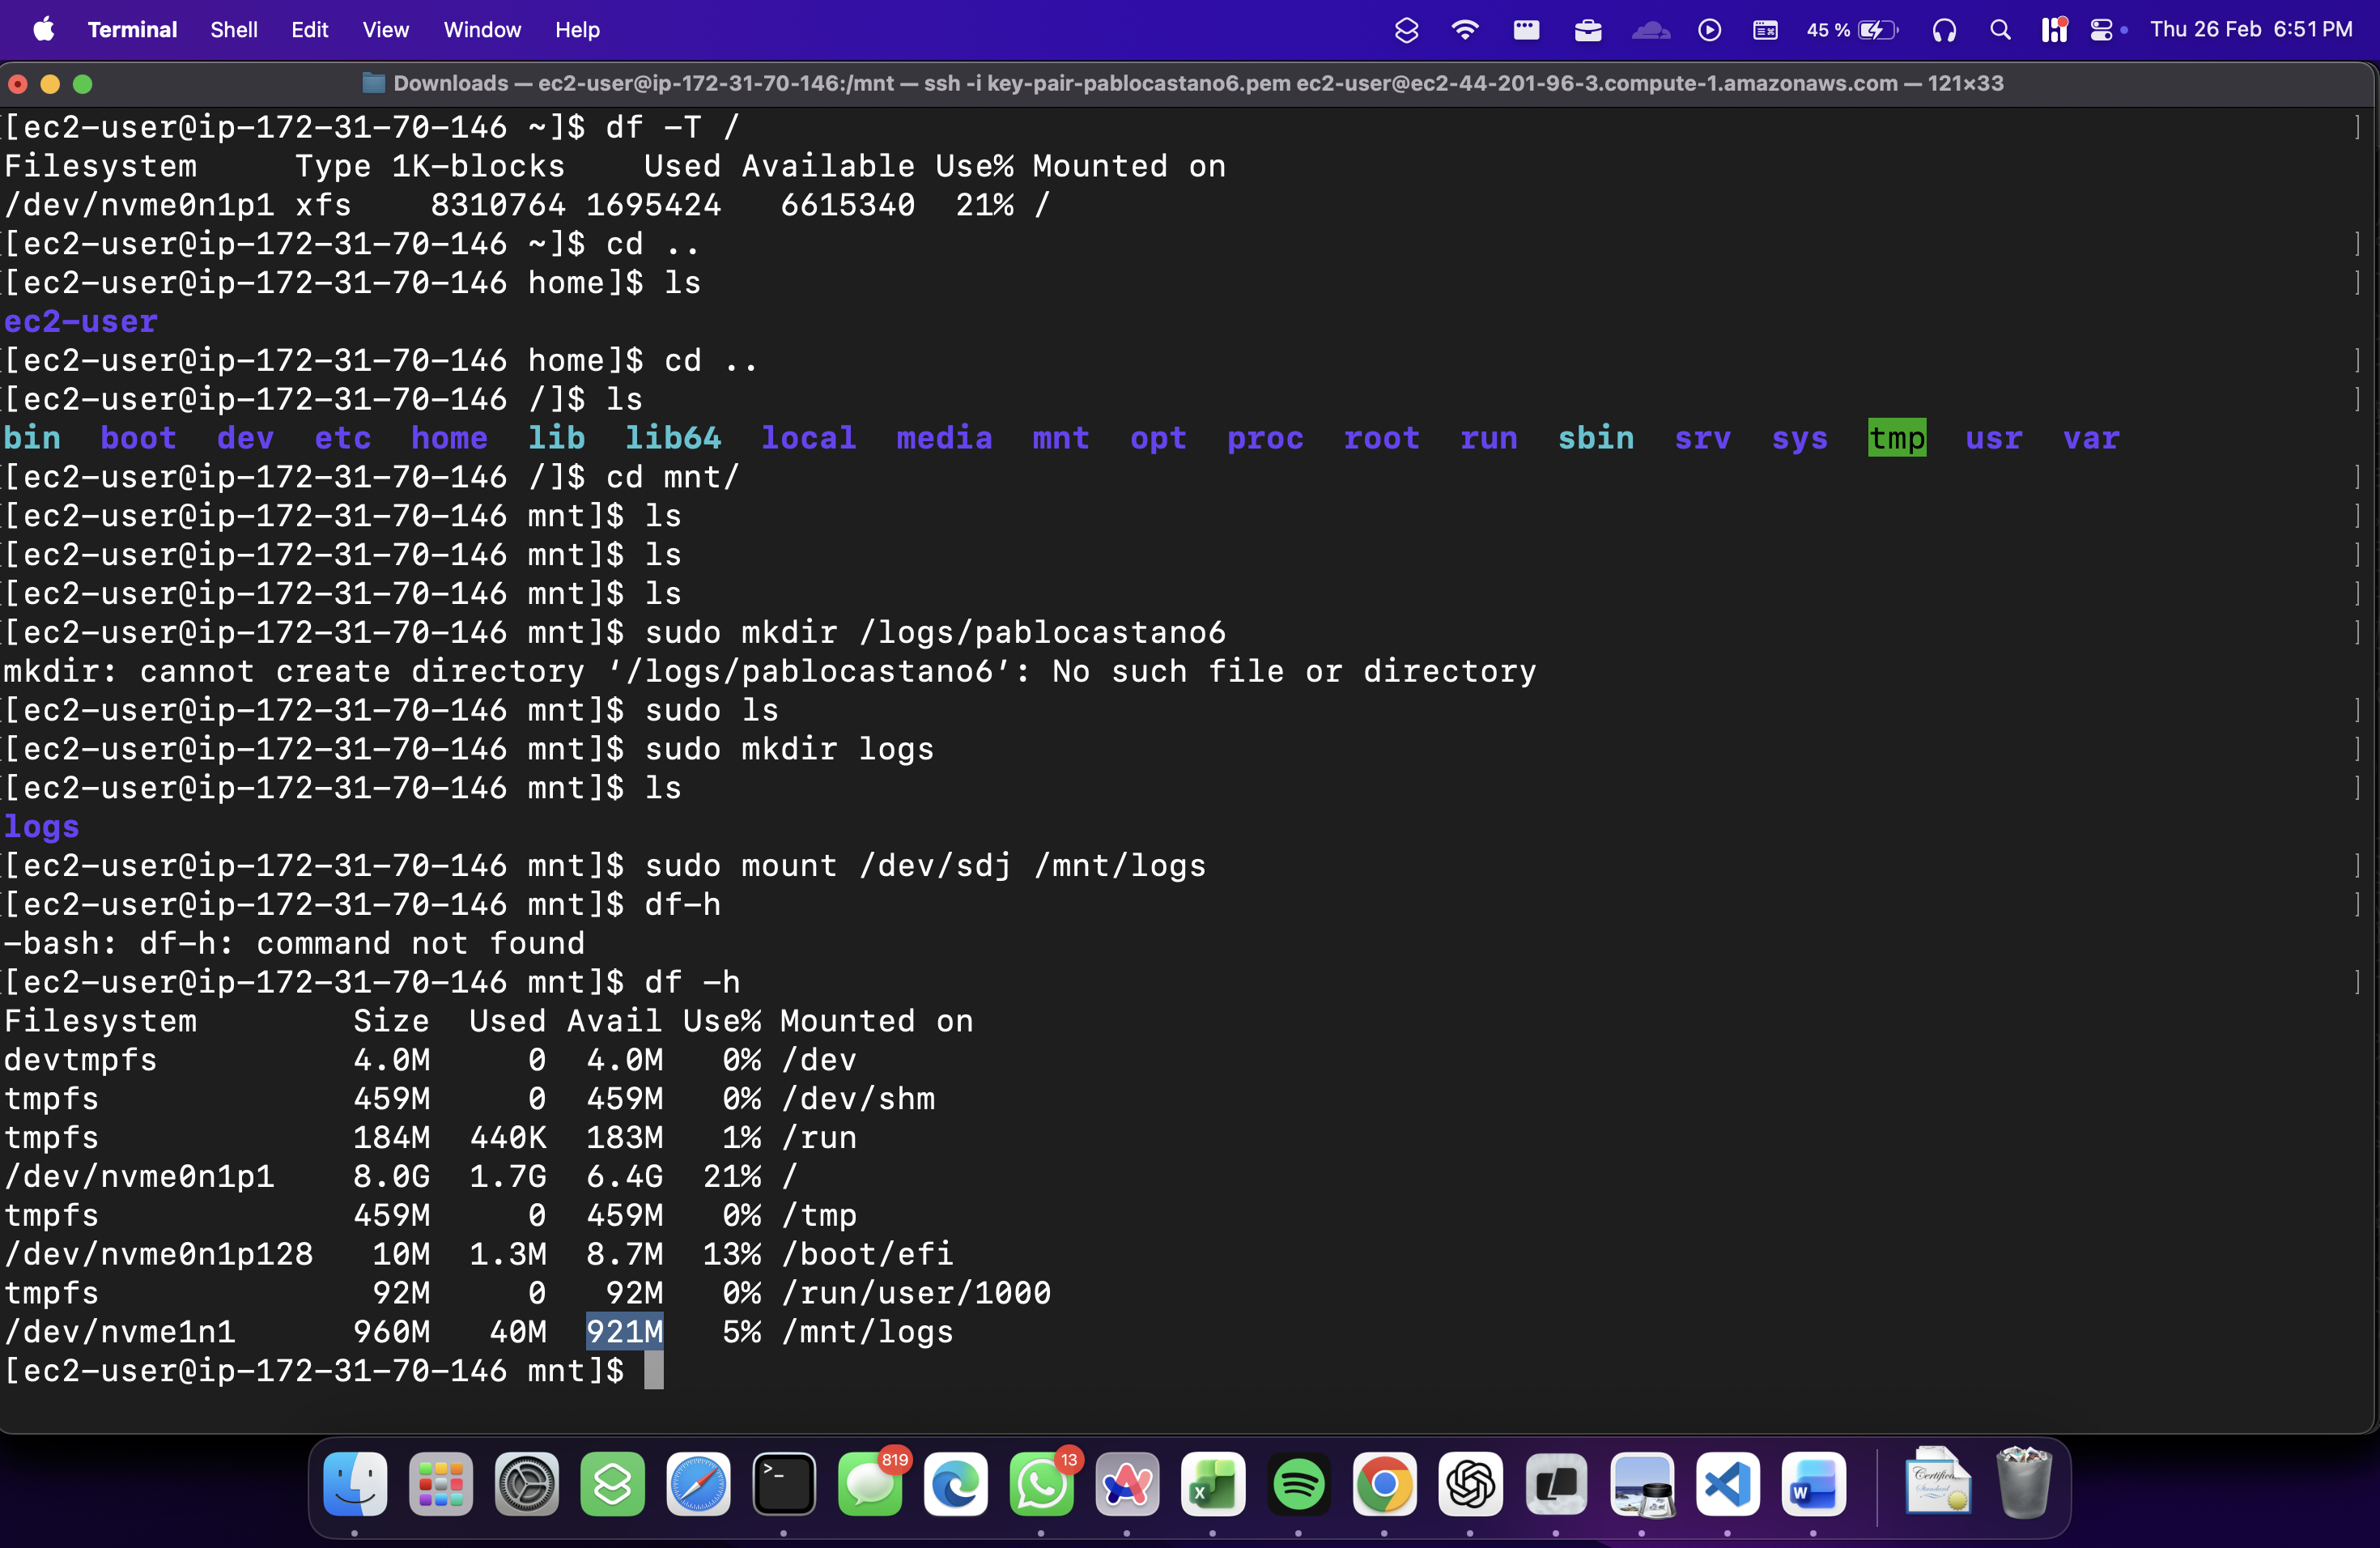 Terminal Shell Edit View Window Help 45 % Thu 26 Feb 6:51 PM
Downloads — ec2-user@ip-172-31-70-146:/mnt — ssh -i key-pair-pablocastano6.pem ec2-user@ec2-44-201-96-3.compute-1.amazonaws.com — 121×33
[ec2-user@ip-172-31-70-146 ~]$ df -T /
Filesystem     Type 1K-blocks    Used Available Use% Mounted on
/dev/nvme0n1p1 xfs    8310764 1695424   6615340  21% /
[ec2-user@ip-172-31-70-146 ~]$ cd ..
[ec2-user@ip-172-31-70-146 home]$ ls
ec2-user
[ec2-user@ip-172-31-70-146 home]$ cd ..
[ec2-user@ip-172-31-70-146 /]$ ls
bin  boot  dev  etc  home  lib  lib64  local  media  mnt  opt  proc  root  run  sbin  srv  sys  tmp  usr  var
[ec2-user@ip-172-31-70-146 /]$ cd mnt/
[ec2-user@ip-172-31-70-146 mnt]$ ls
[ec2-user@ip-172-31-70-146 mnt]$ ls
[ec2-user@ip-172-31-70-146 mnt]$ ls
[ec2-user@ip-172-31-70-146 mnt]$ sudo mkdir /logs/pablocastano6
mkdir: cannot create directory ‘/logs/pablocastano6’: No such file or directory
[ec2-user@ip-172-31-70-146 mnt]$ sudo ls
[ec2-user@ip-172-31-70-146 mnt]$ sudo mkdir logs
[ec2-user@ip-172-31-70-146 mnt]$ ls
logs
[ec2-user@ip-172-31-70-146 mnt]$ sudo mount /dev/sdj /mnt/logs
[ec2-user@ip-172-31-70-146 mnt]$ df-h
-bash: df-h: command not found
[ec2-user@ip-172-31-70-146 mnt]$ df -h
Filesystem        Size  Used Avail Use% Mounted on
devtmpfs          4.0M     0  4.0M   0% /dev
tmpfs             459M     0  459M   0% /dev/shm
tmpfs             184M  440K  183M   1% /run
/dev/nvme0n1p1    8.0G  1.7G  6.4G  21% /
tmpfs             459M     0  459M   0% /tmp
/dev/nvme0n1p128   10M  1.3M  8.7M  13% /boot/efi
tmpfs              92M     0   92M   0% /run/user/1000
/dev/nvme1n1      960M   40M  921M   5% /mnt/logs
[ec2-user@ip-172-31-70-146 mnt]$
819 13